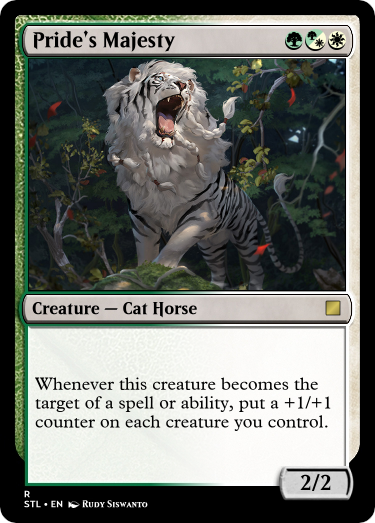 Pride's Majesty
Creature — Cat Horse
Whenever this creature becomes the
target of a spell or ability, put a +1/+1
counter on each creature you control.
2/2
R
STL • EN Rudy Siswanto